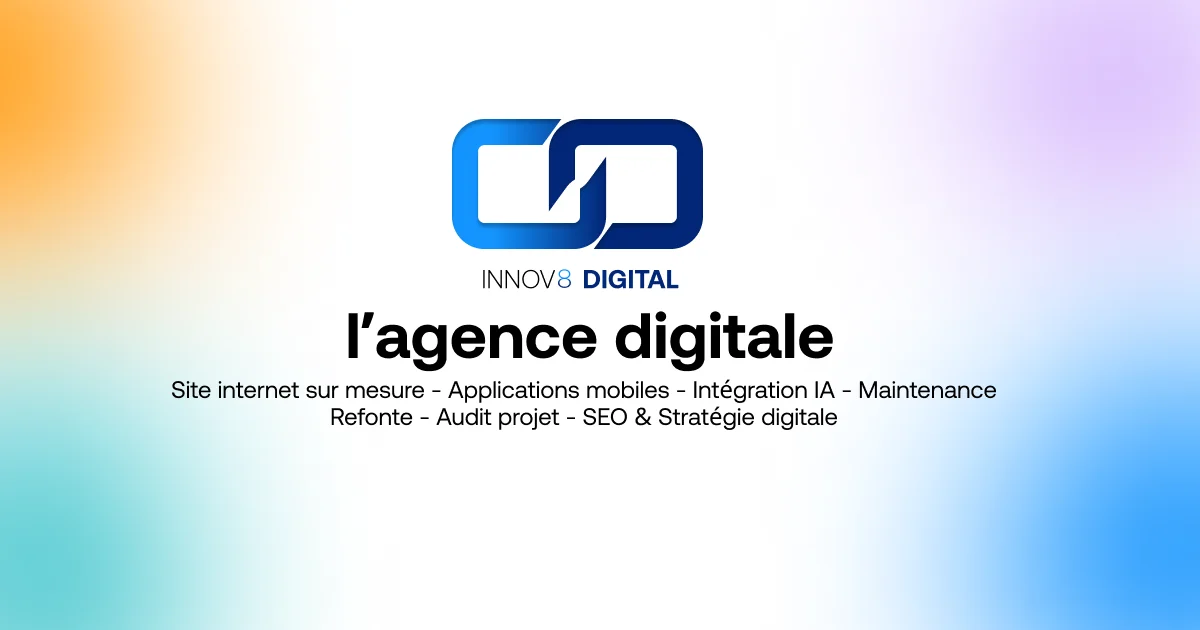 INNOV8 DIGITAL
l'agence digitale
Site internet sur mesure - Applications mobiles - Intégration IA - Maintenance
Refonte - Audit projet - SEO & Stratégie digitale